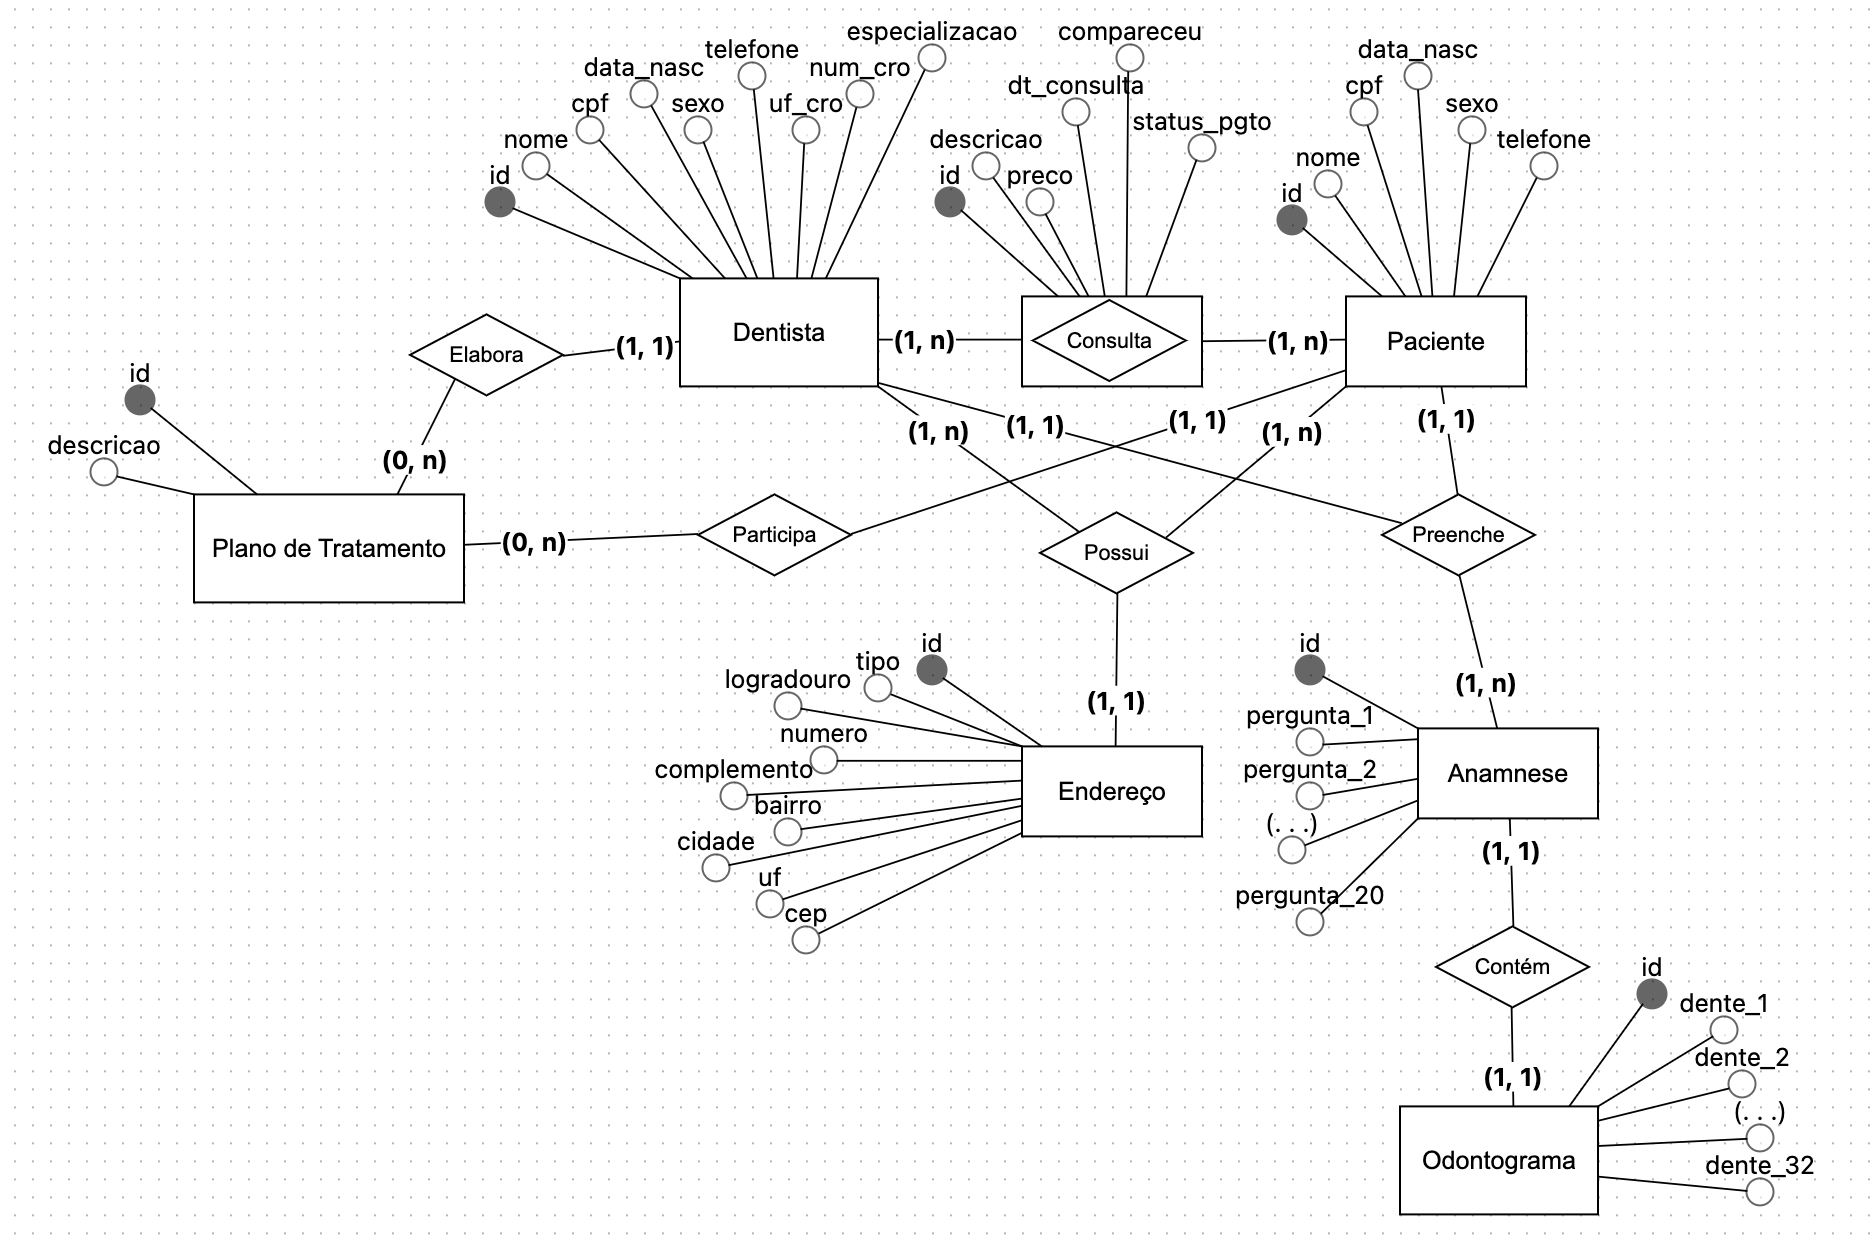 especializacao
compareceu
telefone
data_nasc
data_nasc
num_cro
dt_consulta
cpf
cpf
sexo
uf_cro
sexo
status_pgto
nome
descricao
telefone
nome
id
preco
id
id
Dentista
Consulta
Paciente
(1, n)
(1, n)
Elabora
(1, 1)
id
descricao
(0, n)
(1, n)
(1, 1)
(1, 1)
(1, n)
(1, 1)
Plano de Tratamento
(0, n)
Participa
Possui
Preenche
id
tipo
logradouro
numero
complemento
bairro
cidade
uf
cep
(1, 1)
Endereço
id
(1, n)
pergunta_1
pergunta_2
(. . .)
pergunta_20
Anamnese
(1, 1)
Contém
id
dente_1
dente_2
(. . .)
dente_32
(1, 1)
Odontograma